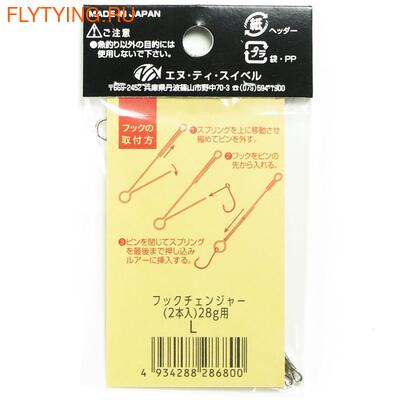 FLYTYING.RU
MADE IN JAPAN
⚠ご注意
●魚釣り以外の目的には
使用しないで下さい。
紙
ヘッダー
プラ
袋・PP
エヌ・ティ・スイベル
〒669-2452 兵庫県丹波篠山市野中70-3 ☎(079)594-1900
フックの
取付方
①スプリングを上に移動させ
縮めてピンを外す。
②フックをピンの
先から入れる。
③ピンを閉じてスプリング
を最後まで押し込み
ルアーに挿入する。
フックチェンジャー
(2本入)28g用
L
4 934288 286800